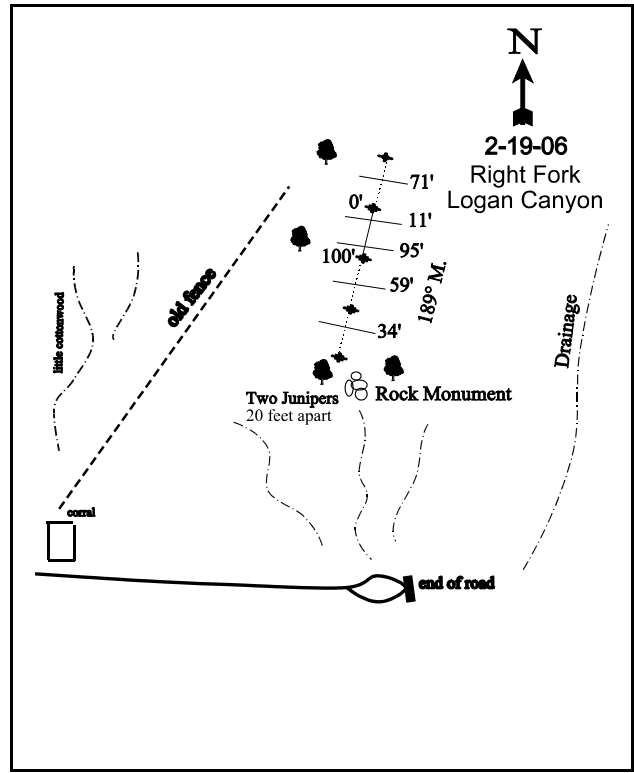 N
2-19-06
Right Fork
Logan Canyon
71'
0'
11'
95'
100'
59'
189° M.
34'
old fence
little cottonwood
Drainage
Two Junipers
20 feet apart
Rock Monument
corral
end of road